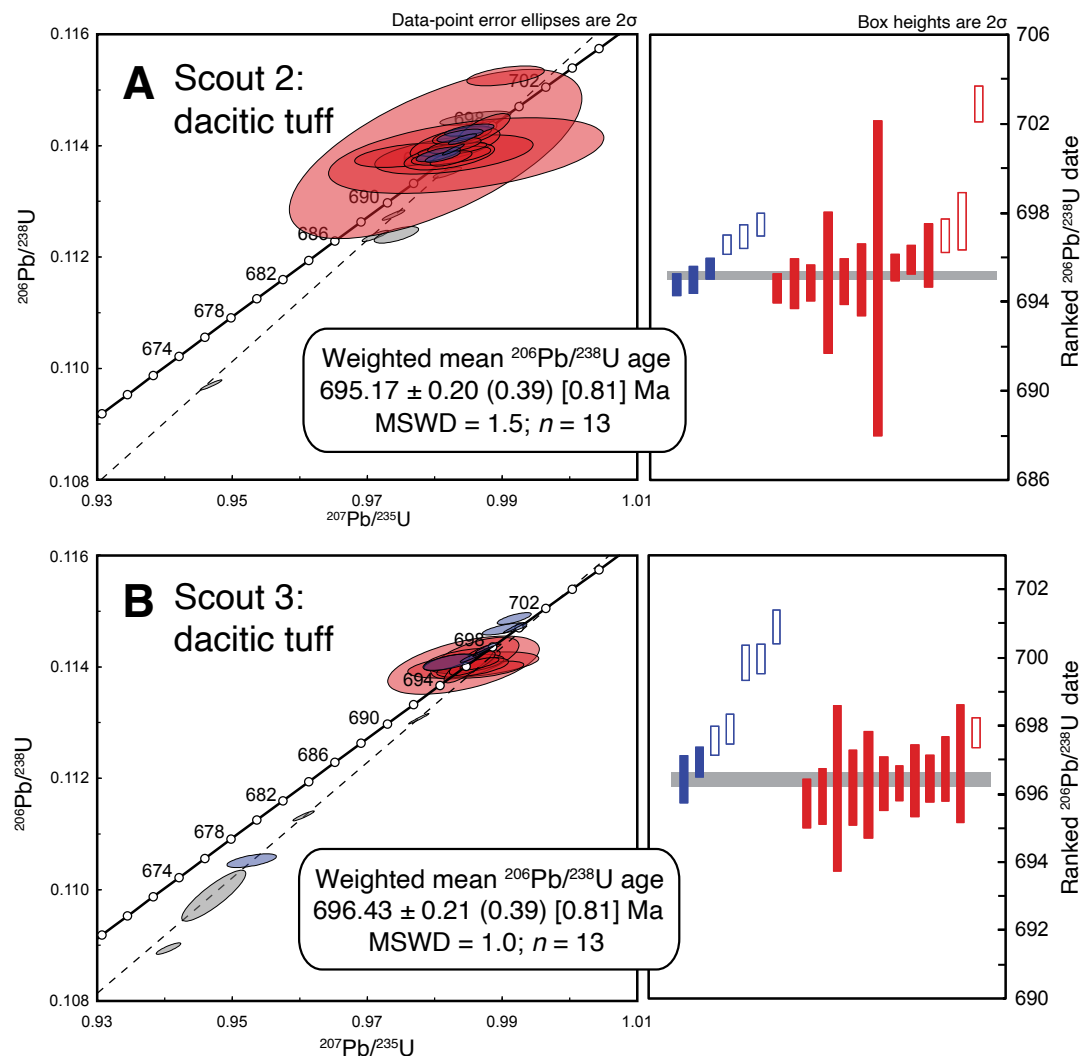 Data-point error ellipses are 2σ
Box heights are 2σ
A Scout 2:
dacitic tuff
0.116
0.114
0.112
0.110
0.108
206Pb/238U
702
698
690
686
682
678
674
Weighted mean 206Pb/238U age
695.17 ± 0.20 (0.39) [0.81] Ma
MSWD = 1.5; n = 13
0.93
0.95
0.97
0.99
1.01
207Pb/235U
706
702
698
694
690
686
Ranked 206Pb/238U date
B Scout 3:
dacitic tuff
0.116
0.114
0.112
0.110
0.108
206Pb/238U
702
698
694
690
686
682
678
674
Weighted mean 206Pb/238U age
696.43 ± 0.21 (0.39) [0.81] Ma
MSWD = 1.0; n = 13
0.93
0.95
0.97
0.99
1.01
207Pb/235U
702
700
698
696
694
692
690
Ranked 206Pb/238U date